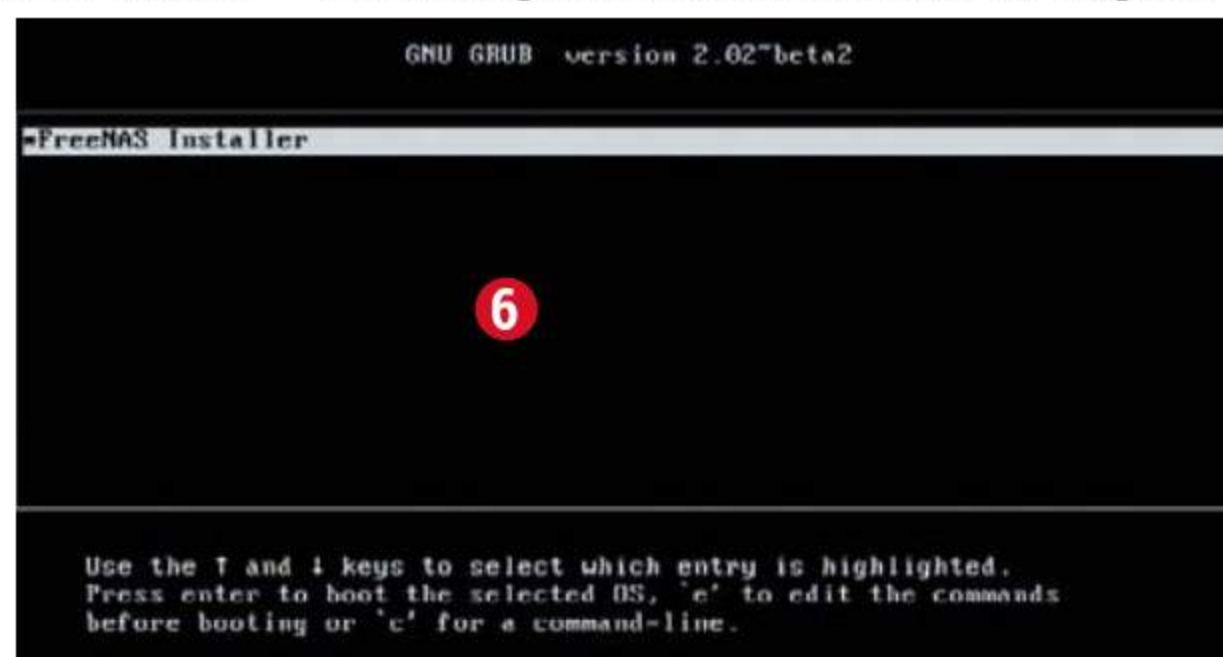 GNU GRUB version 2.02~beta2
*FreeNAS Installer
6
Use the ↑ and ↓ keys to select which entry is highlighted.
Press enter to boot the selected OS, `e' to edit the commands
before booting or `c' for a command-line.